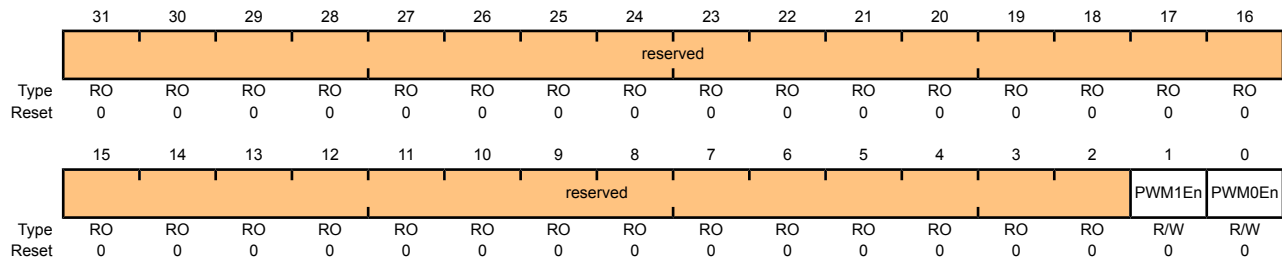 31 30 29 28 27 26 25 24 23 22 21 20 19 18 17 16
reserved
Type RO RO RO RO RO RO RO RO RO RO RO RO RO RO RO RO
Reset 0 0 0 0 0 0 0 0 0 0 0 0 0 0 0 0
15 14 13 12 11 10 9 8 7 6 5 4 3 2 1 0
reserved PWM1En PWM0En
Type RO RO RO RO RO RO RO RO RO RO RO RO RO RO R/W R/W
Reset 0 0 0 0 0 0 0 0 0 0 0 0 0 0 0 0